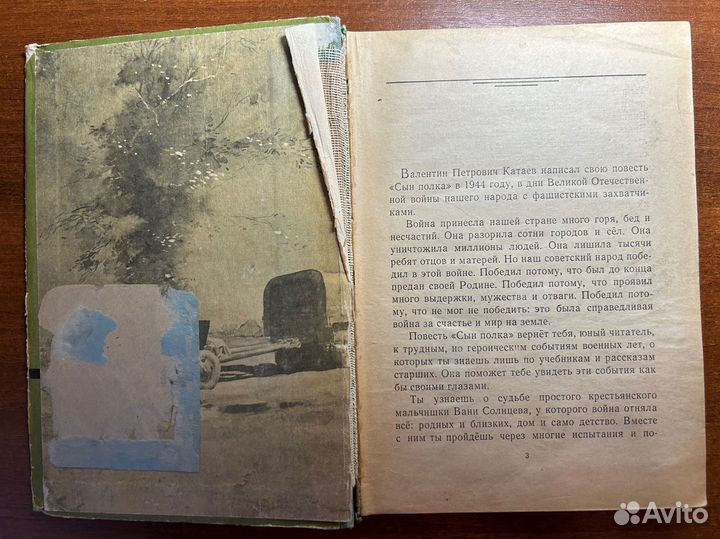 Валентин Петрович Катаев написал свою повесть
«Сын полка» в 1944 году, в дни Великой Отечествен-
ной войны нашего народа с фашистскими захватчи-
ками.
Война принесла нашей стране много горя, бед и
несчастий. Она разорила сотни городов и сёл. Она
уничтожила миллионы людей. Она лишила тысячи
ребят отцов и матерей. Но наш советский народ побе-
дил в этой войне. Победил потому, что был до конца
предан своей Родине. Победил потому, что проявил
много выдержки, мужества и отваги. Победил пото-
му, что не мог не победить: это была справедливая
война за счастье и мир на земле.
Повесть «Сын полка» вернёт тебя, юный читатель,
к трудным, но героическим событиям военных лет, о
которых ты знаешь лишь по учебникам и рассказам
старших. Она поможет тебе увидеть эти события как
бы своими глазами.
Ты узнаешь о судьбе простого крестьянского
мальчишки Вани Солнцева, у которого война отняла
всё: родных и близких, дом и само детство. Вместе
с ним ты пройдёшь через многие испытания и по-
3
Avito